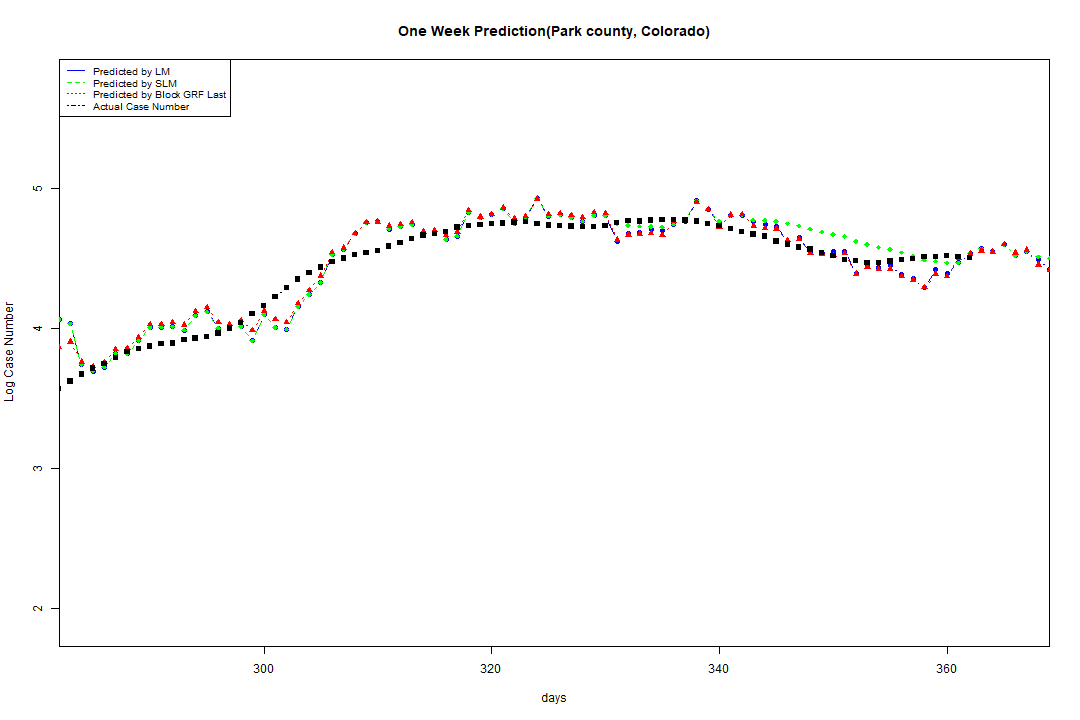 One Week Prediction(Park county, Colorado)
Predicted by LM
Predicted by SLM
Predicted by Block GRF Last
Actual Case Number
5
4
3
2
Log Case Number
300 320 340 360
days